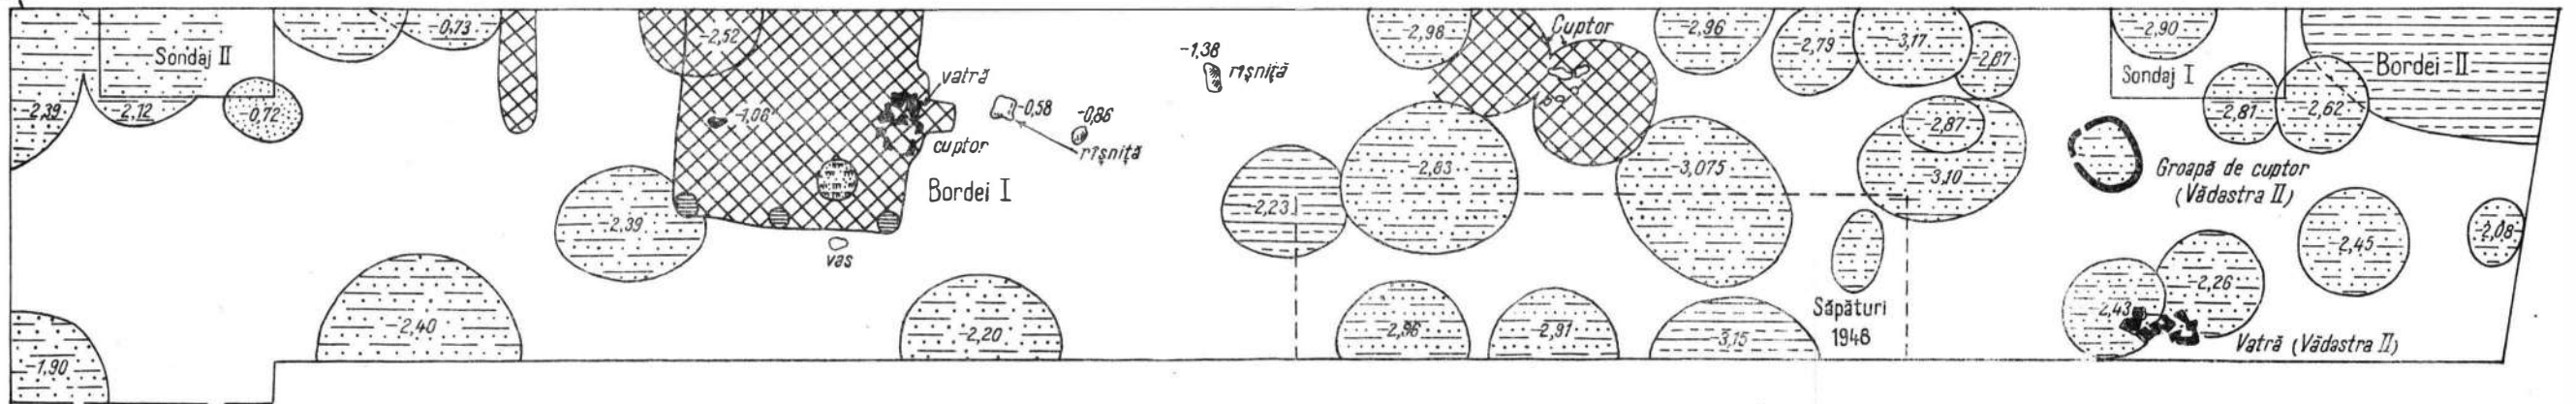 -0,73
Sondaj II
-2,39
-2,12
-0,72
-2,52
-1,08
vatră
cuptor
Bordei I
-0,58
-0,86
rîşniţă
-1,38
rîşniţă
-2,39
vas
-2,40
-2,20
-1,90
-2,98
Cuptor
-2,96
-2,79
-3,17
-2,87
-2,90
Sondaj I
Bordei II
-2,81
-2,62
-2,23
-2,83
-3,075
-2,87
-3,10
Groapă de cuptor
(Vădastra II)
-2,45
-2,08
-2,96
-2,91
-3,15
Săpături
1948
-2,43
-2,26
Vatră (Vădastra II)